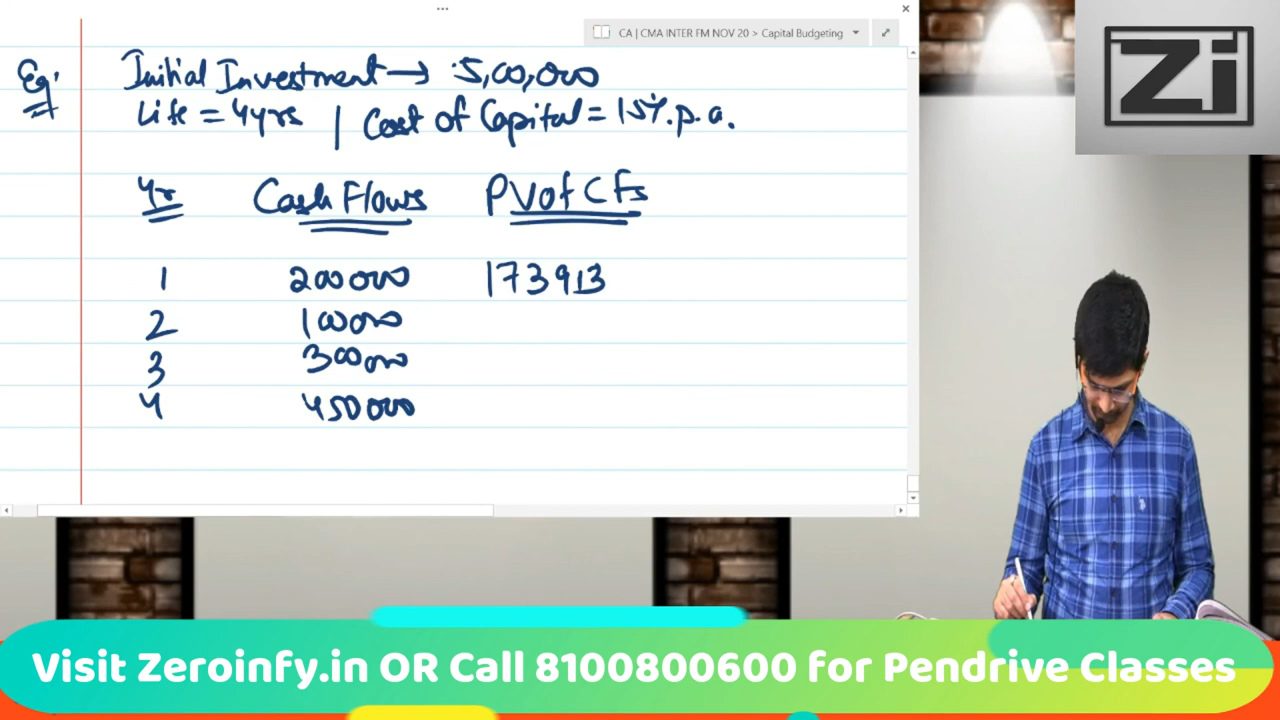 CA | CMA INTER FM NOV 20 > Capital Budgeting
Zi
Eg:
Initial Investment → 5,00,000
Life = 4yrs | Cost of Capital = 15% p.a.
Yr Cash Flows PV of CFs
1 200000 173913
2 100000
3 300000
4 450000
Visit Zeroinfy.in OR Call 8100800600 for Pendrive Classes